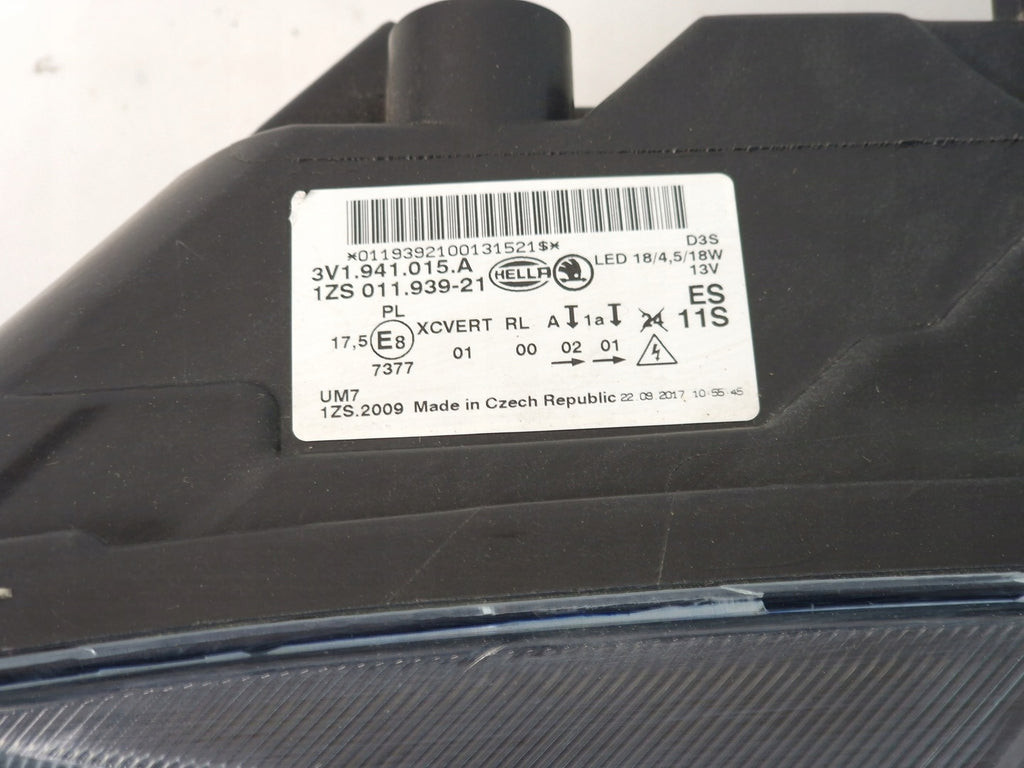 *0119392100131521$*
3V1.941.015.A
1ZS 011.939-21
HELLA
D3S
LED 18/4,5/18W
13V
ES
11S
PL
17,5 E8 XCVERT RL A 1a 24
7377 01 00 02 01
UM7
1ZS.2009 Made in Czech Republic 22.09.2017 10:55:45